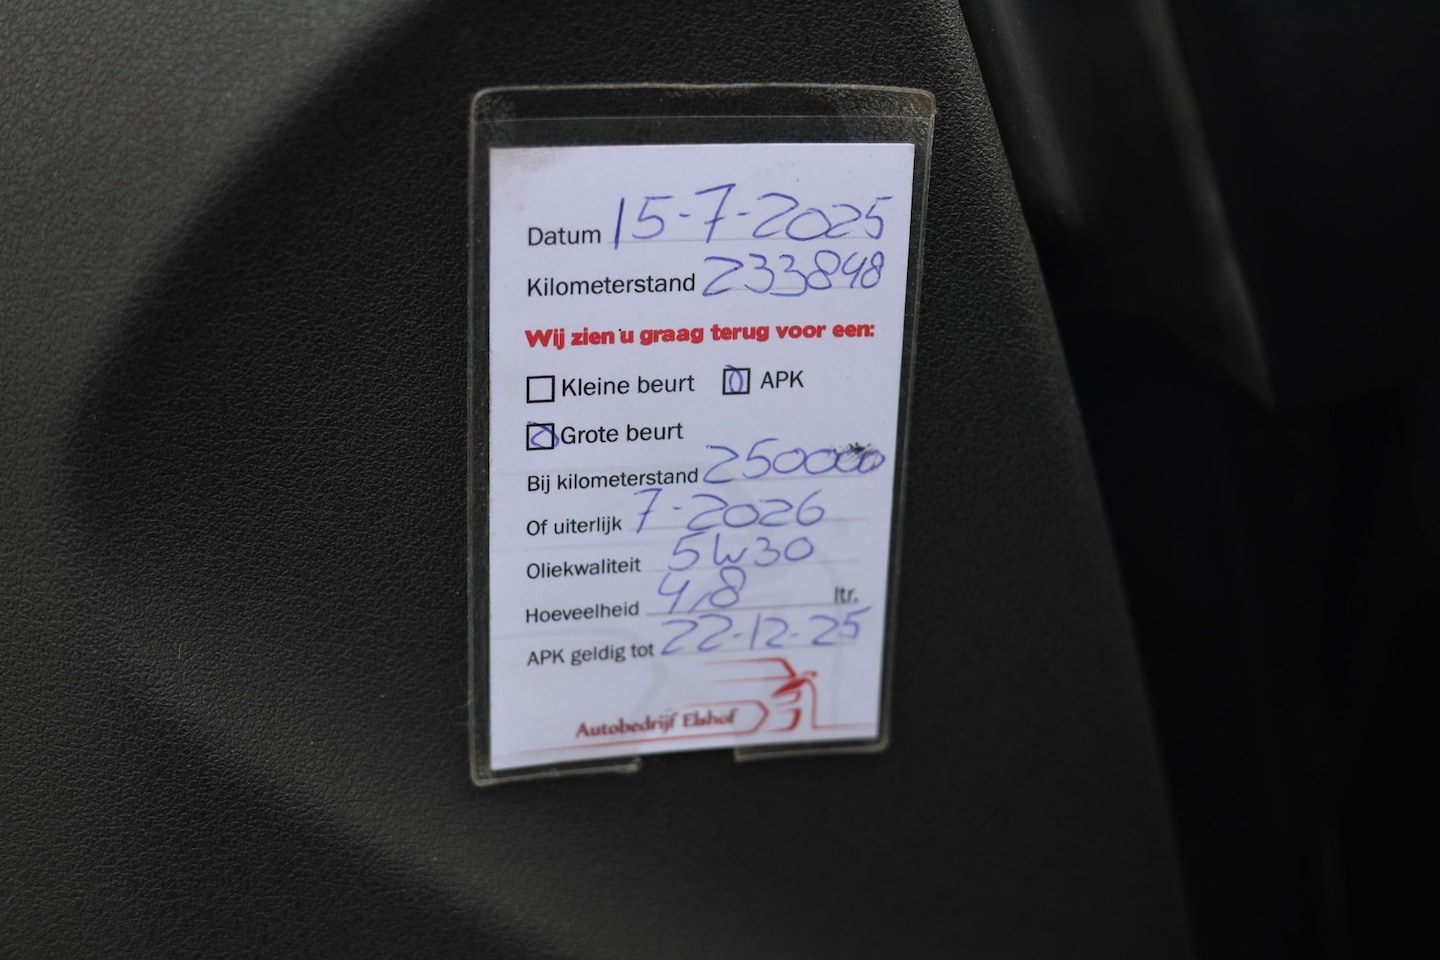 Datum 15-7-2025
Kilometerstand 233848
Wij zien u graag terug voor een:
Kleine beurt APK
Grote beurt
Bij kilometerstand 250000
Of uiterlijk 7-2026
Oliekwaliteit 5W30
Hoeveelheid 4,8 ltr.
APK geldig tot 22-12-25
Autobedrijf Elshof